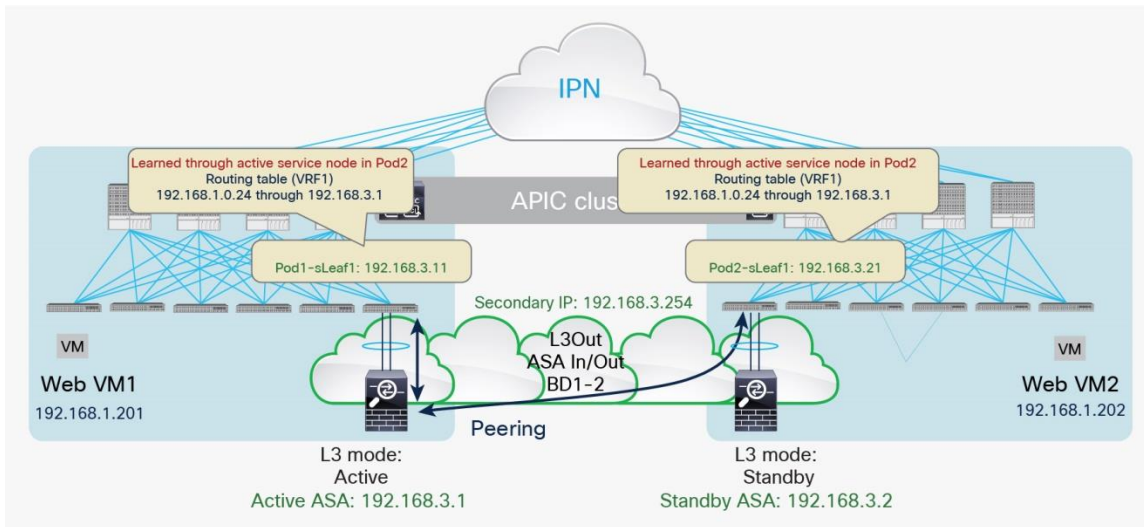 IPN
Learned through active service node in Pod2
Routing table (VRF1)
192.168.1.0.24 through 192.168.3.1
Learned through active service node in Pod2
Routing table (VRF1)
192.168.1.0.24 through 192.168.3.1
APIC clus
Pod1-sLeaf1: 192.168.3.11
Pod2-sLeaf1: 192.168.3.21
Secondary IP: 192.168.3.254
L3Out
ASA In/Out
BD1-2
VM
Web VM1
192.168.1.201
VM
Web VM2
192.168.1.202
Peering
L3 mode:
Active
Active ASA: 192.168.3.1
L3 mode:
Standby
Standby ASA: 192.168.3.2